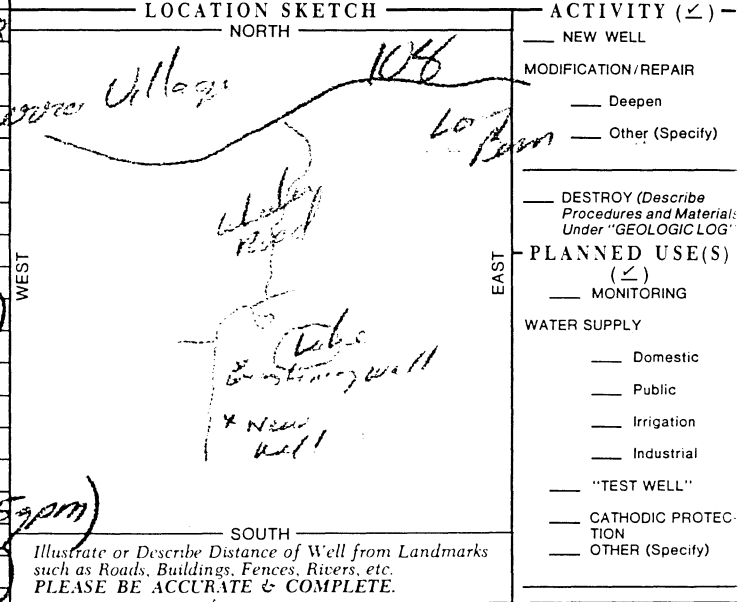 LOCATION SKETCH
NORTH
108
Village
Road
WEST
EAST
Lake
Existing well
x New
well
gpm)
SOUTH
Illustrate or Describe Distance of Well from Landmarks
such as Roads, Buildings, Fences, Rivers, etc.
PLEASE BE ACCURATE & COMPLETE.
ACTIVITY (✓)
NEW WELL
MODIFICATION/REPAIR
Deepen
Other (Specify)
DESTROY (Describe
Procedures and Materials
Under "GEOLOGIC LOG"
PLANNED USE(S)
(✓)
MONITORING
WATER SUPPLY
Domestic
Public
Irrigation
Industrial
"TEST WELL"
CATHODIC PROTEC-
TION
OTHER (Specify)